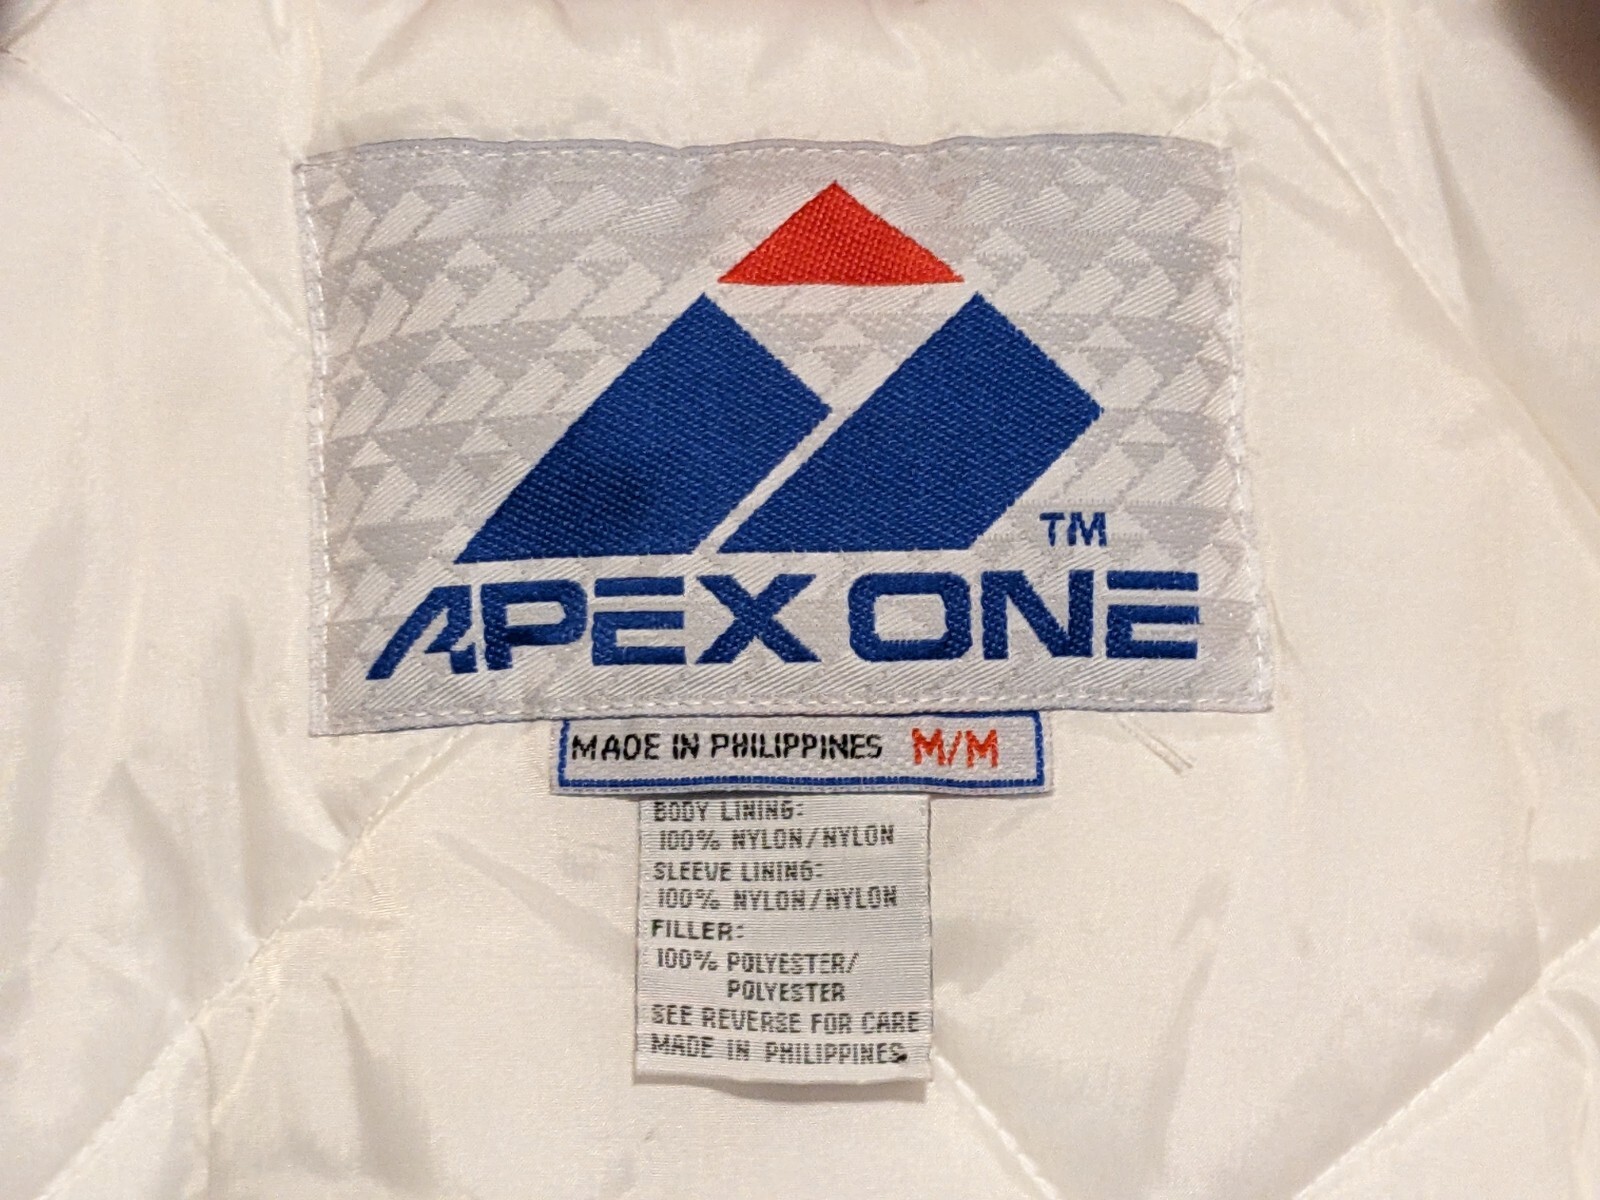 TM
APEX ONE
MADE IN PHILIPPINES M/M
BODY LINING:
100% NYLON/NYLON
SLEEVE LINING:
100% NYLON/NYLON
FILLER:
100% POLYESTER/
POLYESTER
SEE REVERSE FOR CARE
MADE IN PHILIPPINES